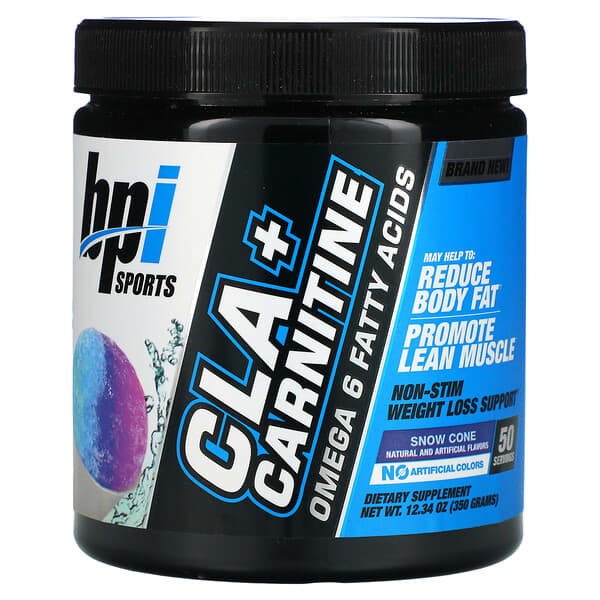 bpi
SPORTS
CLA+
CARNITINE
OMEGA 6 FATTY ACIDS
BRAND NEW!
MAY HELP TO:
REDUCE
BODY FAT*
PROMOTE
LEAN MUSCLE*
NON-STIM
WEIGHT LOSS SUPPORT*
SNOW CONE
NATURAL AND ARTIFICIAL FLAVORS
NO ARTIFICIAL COLORS
50
SERVINGS
DIETARY SUPPLEMENT
NET WT. 12.34 OZ (350 GRAMS)